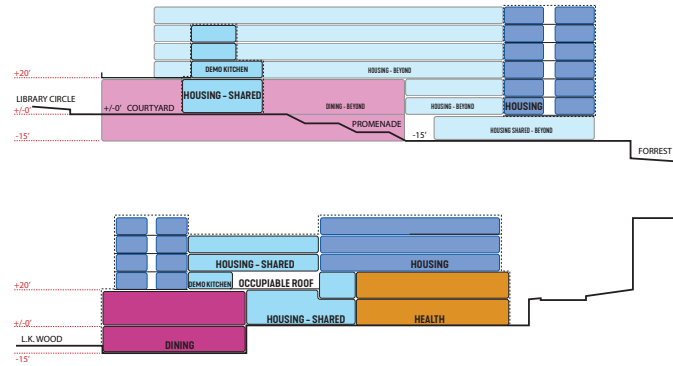 DEMO KITCHEN
HOUSING - BEYOND
+20'
HOUSING - SHARED
HOUSING
LIBRARY CIRCLE
+/-0' COURTYARD
DINING - BEYOND
HOUSING - BEYOND
+/-0'
PROMENADE
-15'
HOUSING SHARED - BEYOND
-15'
FORREST
HOUSING - SHARED
HOUSING
+20'
DEMO KITCHEN
OCCUPIABLE ROOF
HOUSING - SHARED
HEALTH
+/-0'
L.K. WOOD
DINING
-15'